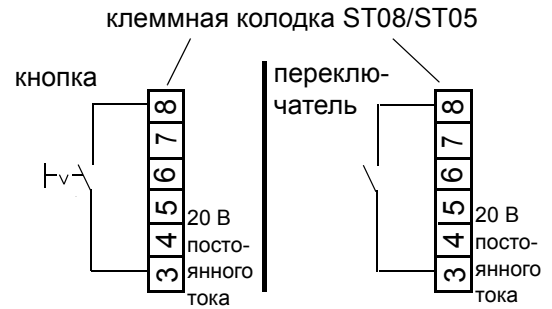 клеммная колодка ST08/ST05
кнопка
8
7
6
5
4
3
20 В
посто-
янного
тока
переклю-
чатель
8
7
6
5
4
3
20 В
посто-
янного
тока